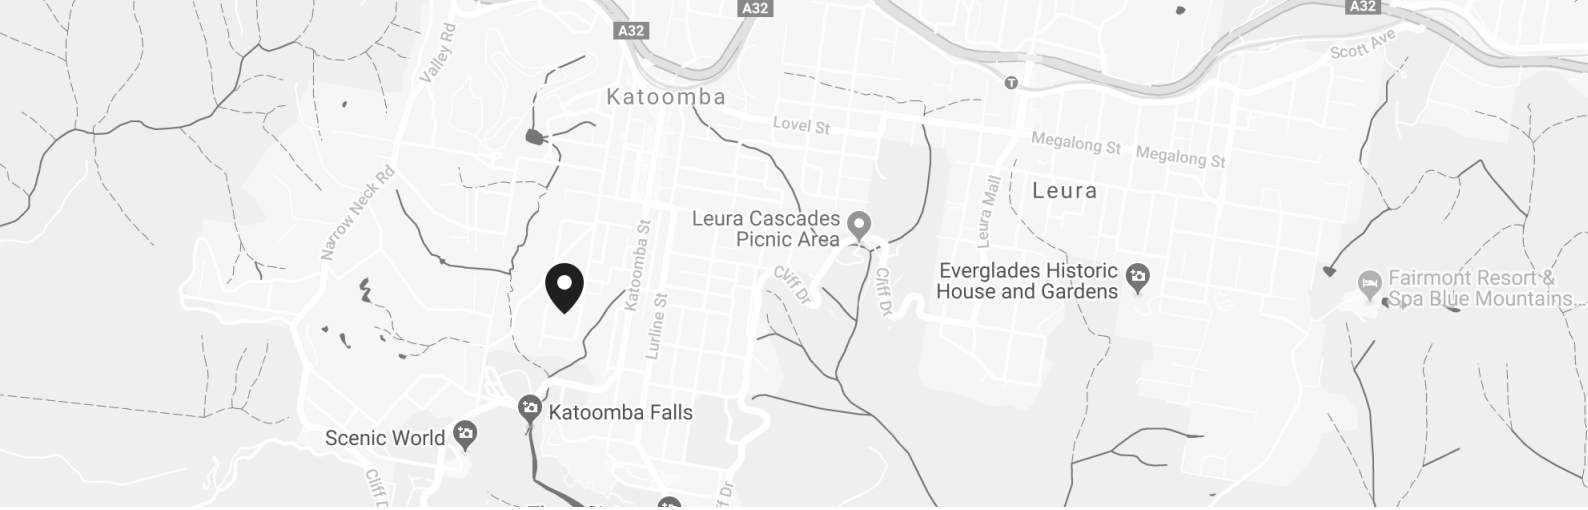 A32
A32
A32
Valley Rd
Scott Ave
Katoomba
T
Lovel St
Megalong St
Megalong St
Narrow Neck Rd
Leura Mall
Leura
Leura Cascades
Picnic Area
Katoomba St
Cliff Dr
Cliff Dr
Everglades Historic
House and Gardens
Fairmont Resort &
Spa Blue Mountains...
Lurline St
Katoomba Falls
Scenic World
Cliff D
ff Dr